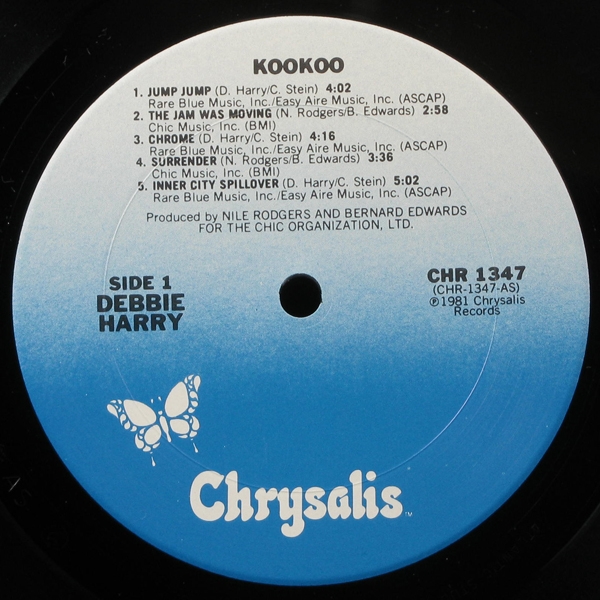 KOOKOO
1. JUMP JUMP (D. Harry/C. Stein) 4:02
Rare Blue Music, Inc./Easy Aire Music, Inc. (ASCAP)
2. THE JAM WAS MOVING (N. Rodgers/B. Edwards) 2:58
Chic Music, Inc. (BMI)
3. CHROME (D. Harry/C. Stein) 4:16
Rare Blue Music, Inc./Easy Aire Music, Inc. (ASCAP)
4. SURRENDER (N. Rodgers/B. Edwards) 3:36
Chic Music, Inc. (BMI)
5. INNER CITY SPILLOVER (D. Harry/C. Stein) 5:02
Rare Blue Music, Inc./Easy Aire Music, Inc. (ASCAP)
Produced by NILE RODGERS AND BERNARD EDWARDS
FOR THE CHIC ORGANIZATION, LTD.
SIDE 1
DEBBIE
HARRY
CHR 1347
(CHR-1347-AS)
℗1981 Chrysalis
Records
Chrysalis™